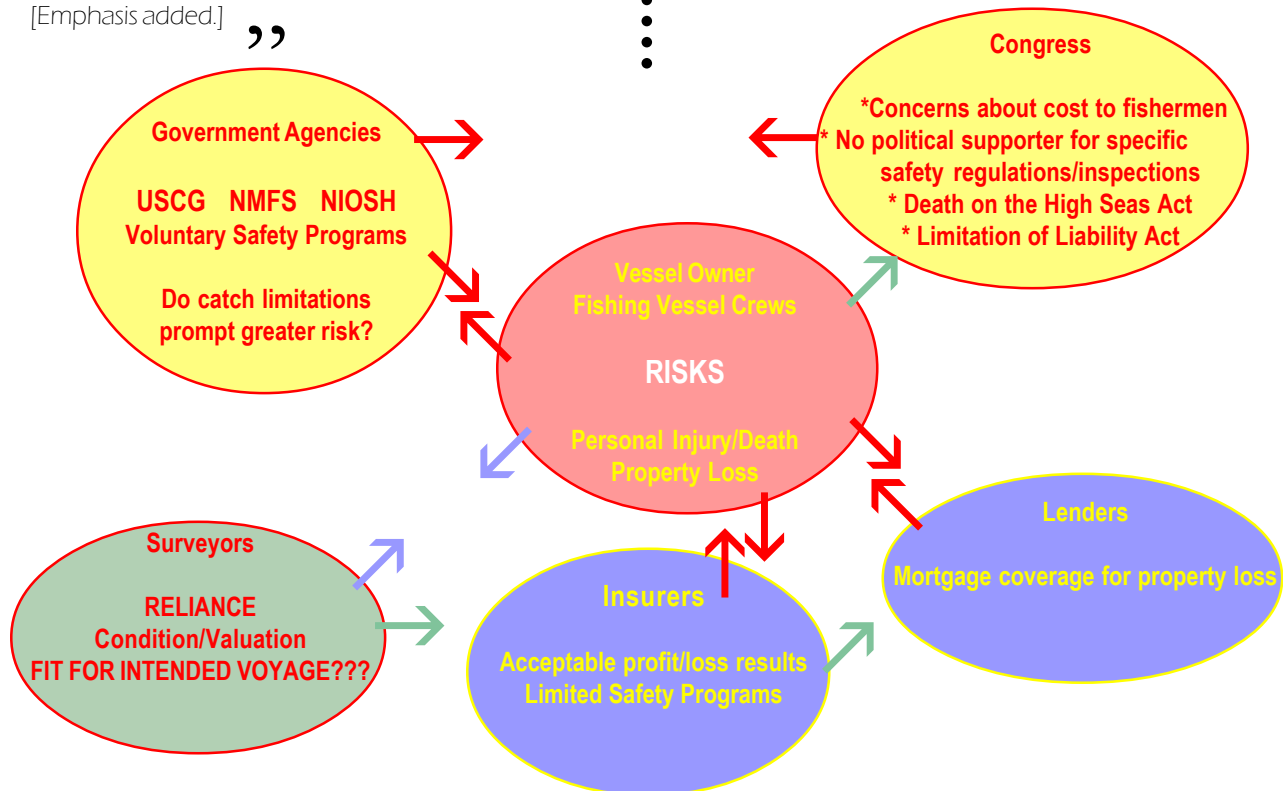 [Emphasis added.]
”
Government Agencies
USCG NMFS NIOSH
Voluntary Safety Programs
Do catch limitations
prompt greater risk?
Congress
*Concerns about cost to fishermen
* No political supporter for specific
safety regulations/inspections
* Death on the High Seas Act
* Limitation of Liability Act
Vessel Owner
Fishing Vessel Crews
RISKS
Personal Injury/Death
Property Loss
Surveyors
RELIANCE
Condition/Valuation
FIT FOR INTENDED VOYAGE???
Insurers
Acceptable profit/loss results
Limited Safety Programs
Lenders
Mortgage coverage for property loss